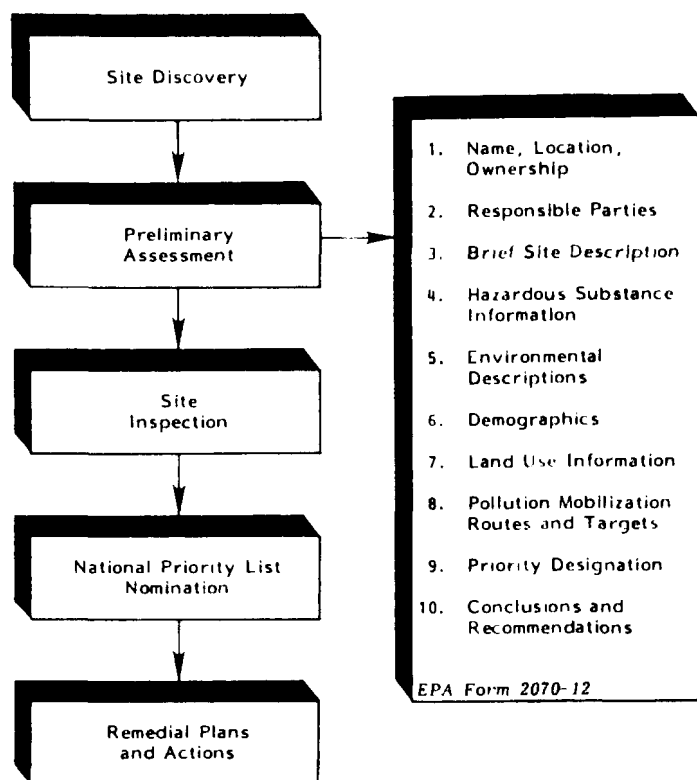 Site Discovery
Preliminary
Assessment
Site
Inspection
National Priority List
Nomination
Remedial Plans
and Actions
1. Name, Location,
Ownership
2. Responsible Parties
3. Brief Site Description
4. Hazardous Substance
Information
5. Environmental
Descriptions
6. Demographics
7. Land Use Information
8. Pollution Mobilization
Routes and Targets
9. Priority Designation
10. Conclusions and
Recommendations
EPA Form 2070-12